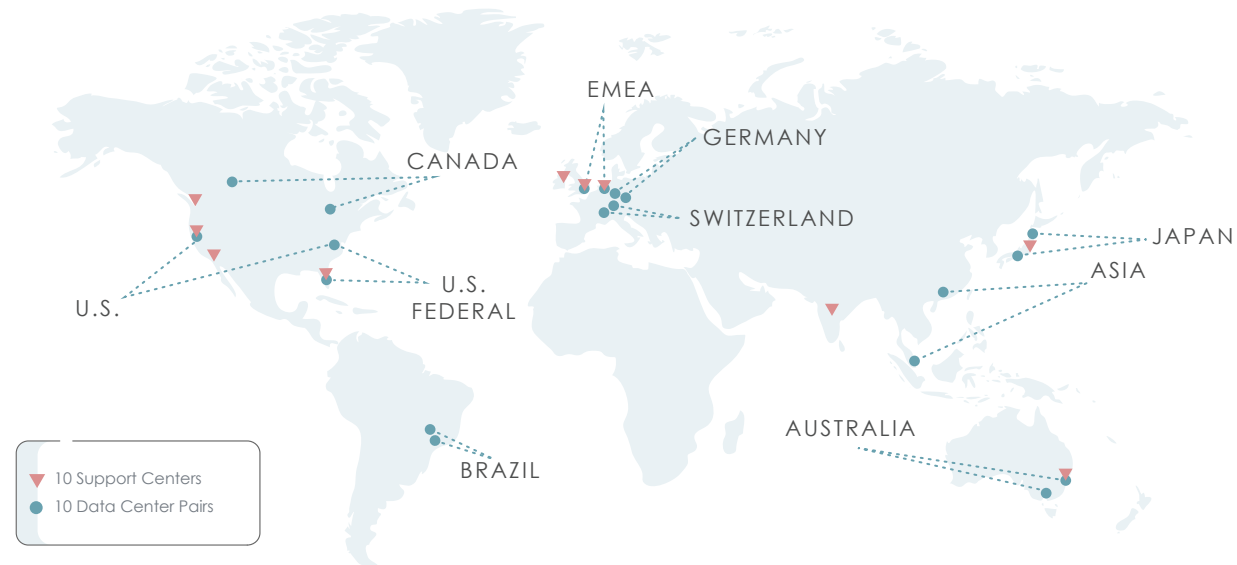 EMEA
GERMANY
CANADA
SWITZERLAND
JAPAN
ASIA
U.S.
U.S.
FEDERAL
AUSTRALIA
BRAZIL
10 Support Centers
10 Data Center Pairs